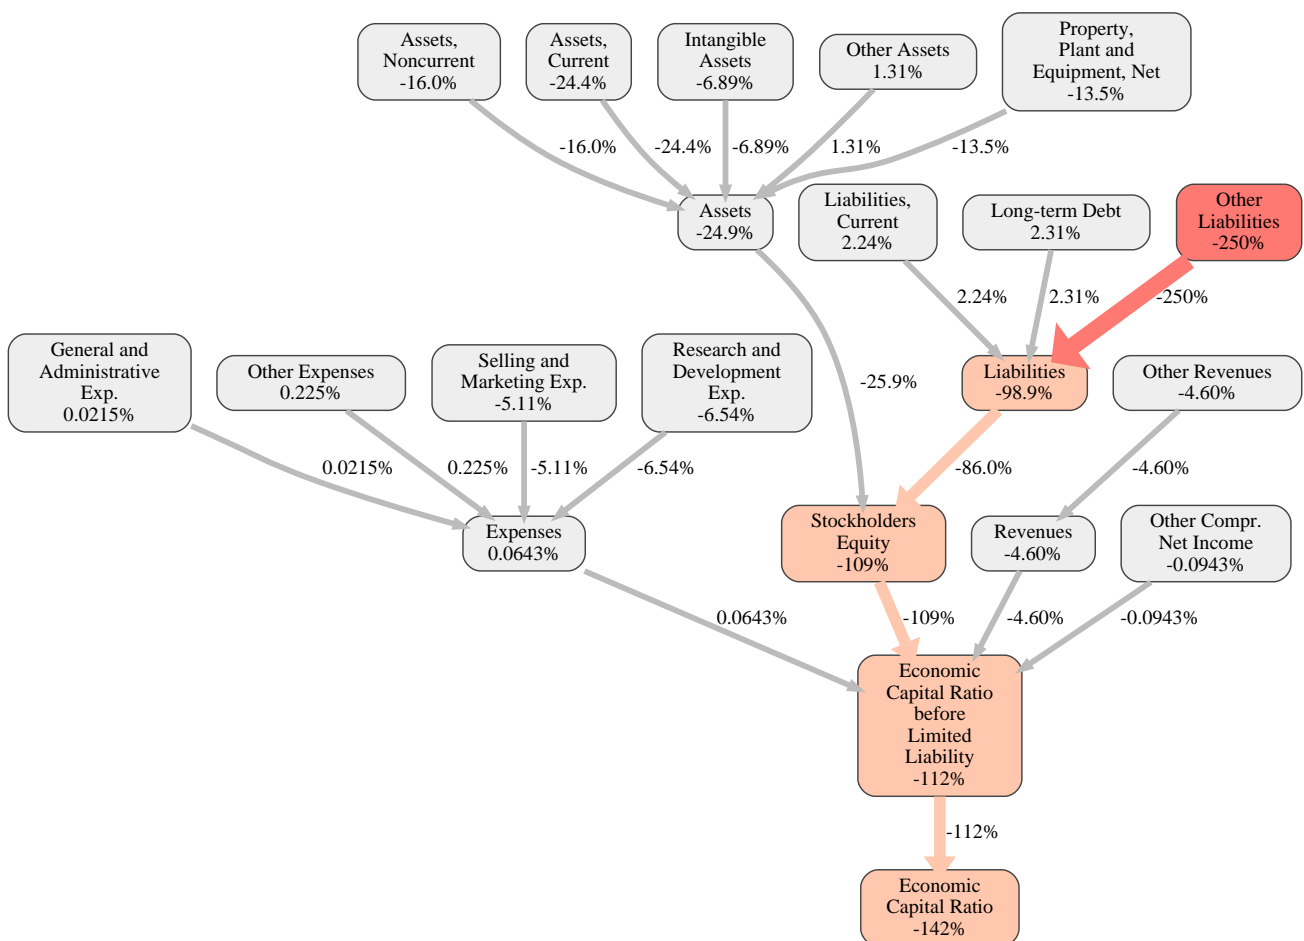 Assets,
Noncurrent
-16.0%
Assets,
Current
-24.4%
Intangible
Assets
-6.89%
Other Assets
1.31%
Property,
Plant and
Equipment, Net
-13.5%
-16.0%
-24.4%
-6.89%
1.31%
-13.5%
Assets
-24.9%
Liabilities,
Current
2.24%
Long-term Debt
2.31%
Other
Liabilities
-250%
2.24%
2.31%
-250%
General and
Administrative
Exp.
0.0215%
Other Expenses
0.225%
Selling and
Marketing Exp.
-5.11%
Research and
Development
Exp.
-6.54%
-25.9%
Liabilities
-98.9%
Other Revenues
-4.60%
0.0215%
0.225%
-5.11%
-6.54%
-86.0%
-4.60%
Expenses
0.0643%
Stockholders
Equity
-109%
Revenues
-4.60%
Other Compr.
Net Income
-0.0943%
0.0643%
-109%
-4.60%
-0.0943%
Economic
Capital Ratio
before
Limited
Liability
-112%
-112%
Economic
Capital Ratio
-142%